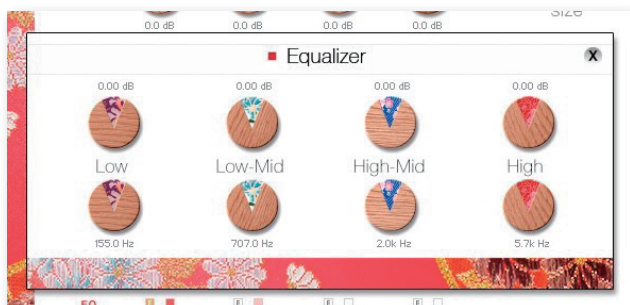 0.0 dB 0.0 dB 0.0 dB 0.0 dB
Size
Equalizer X
0.00 dB 0.00 dB 0.00 dB 0.00 dB
Low Low-Mid High-Mid High
155.0 Hz 707.0 Hz 2.0k Hz 5.7k Hz
E E E E